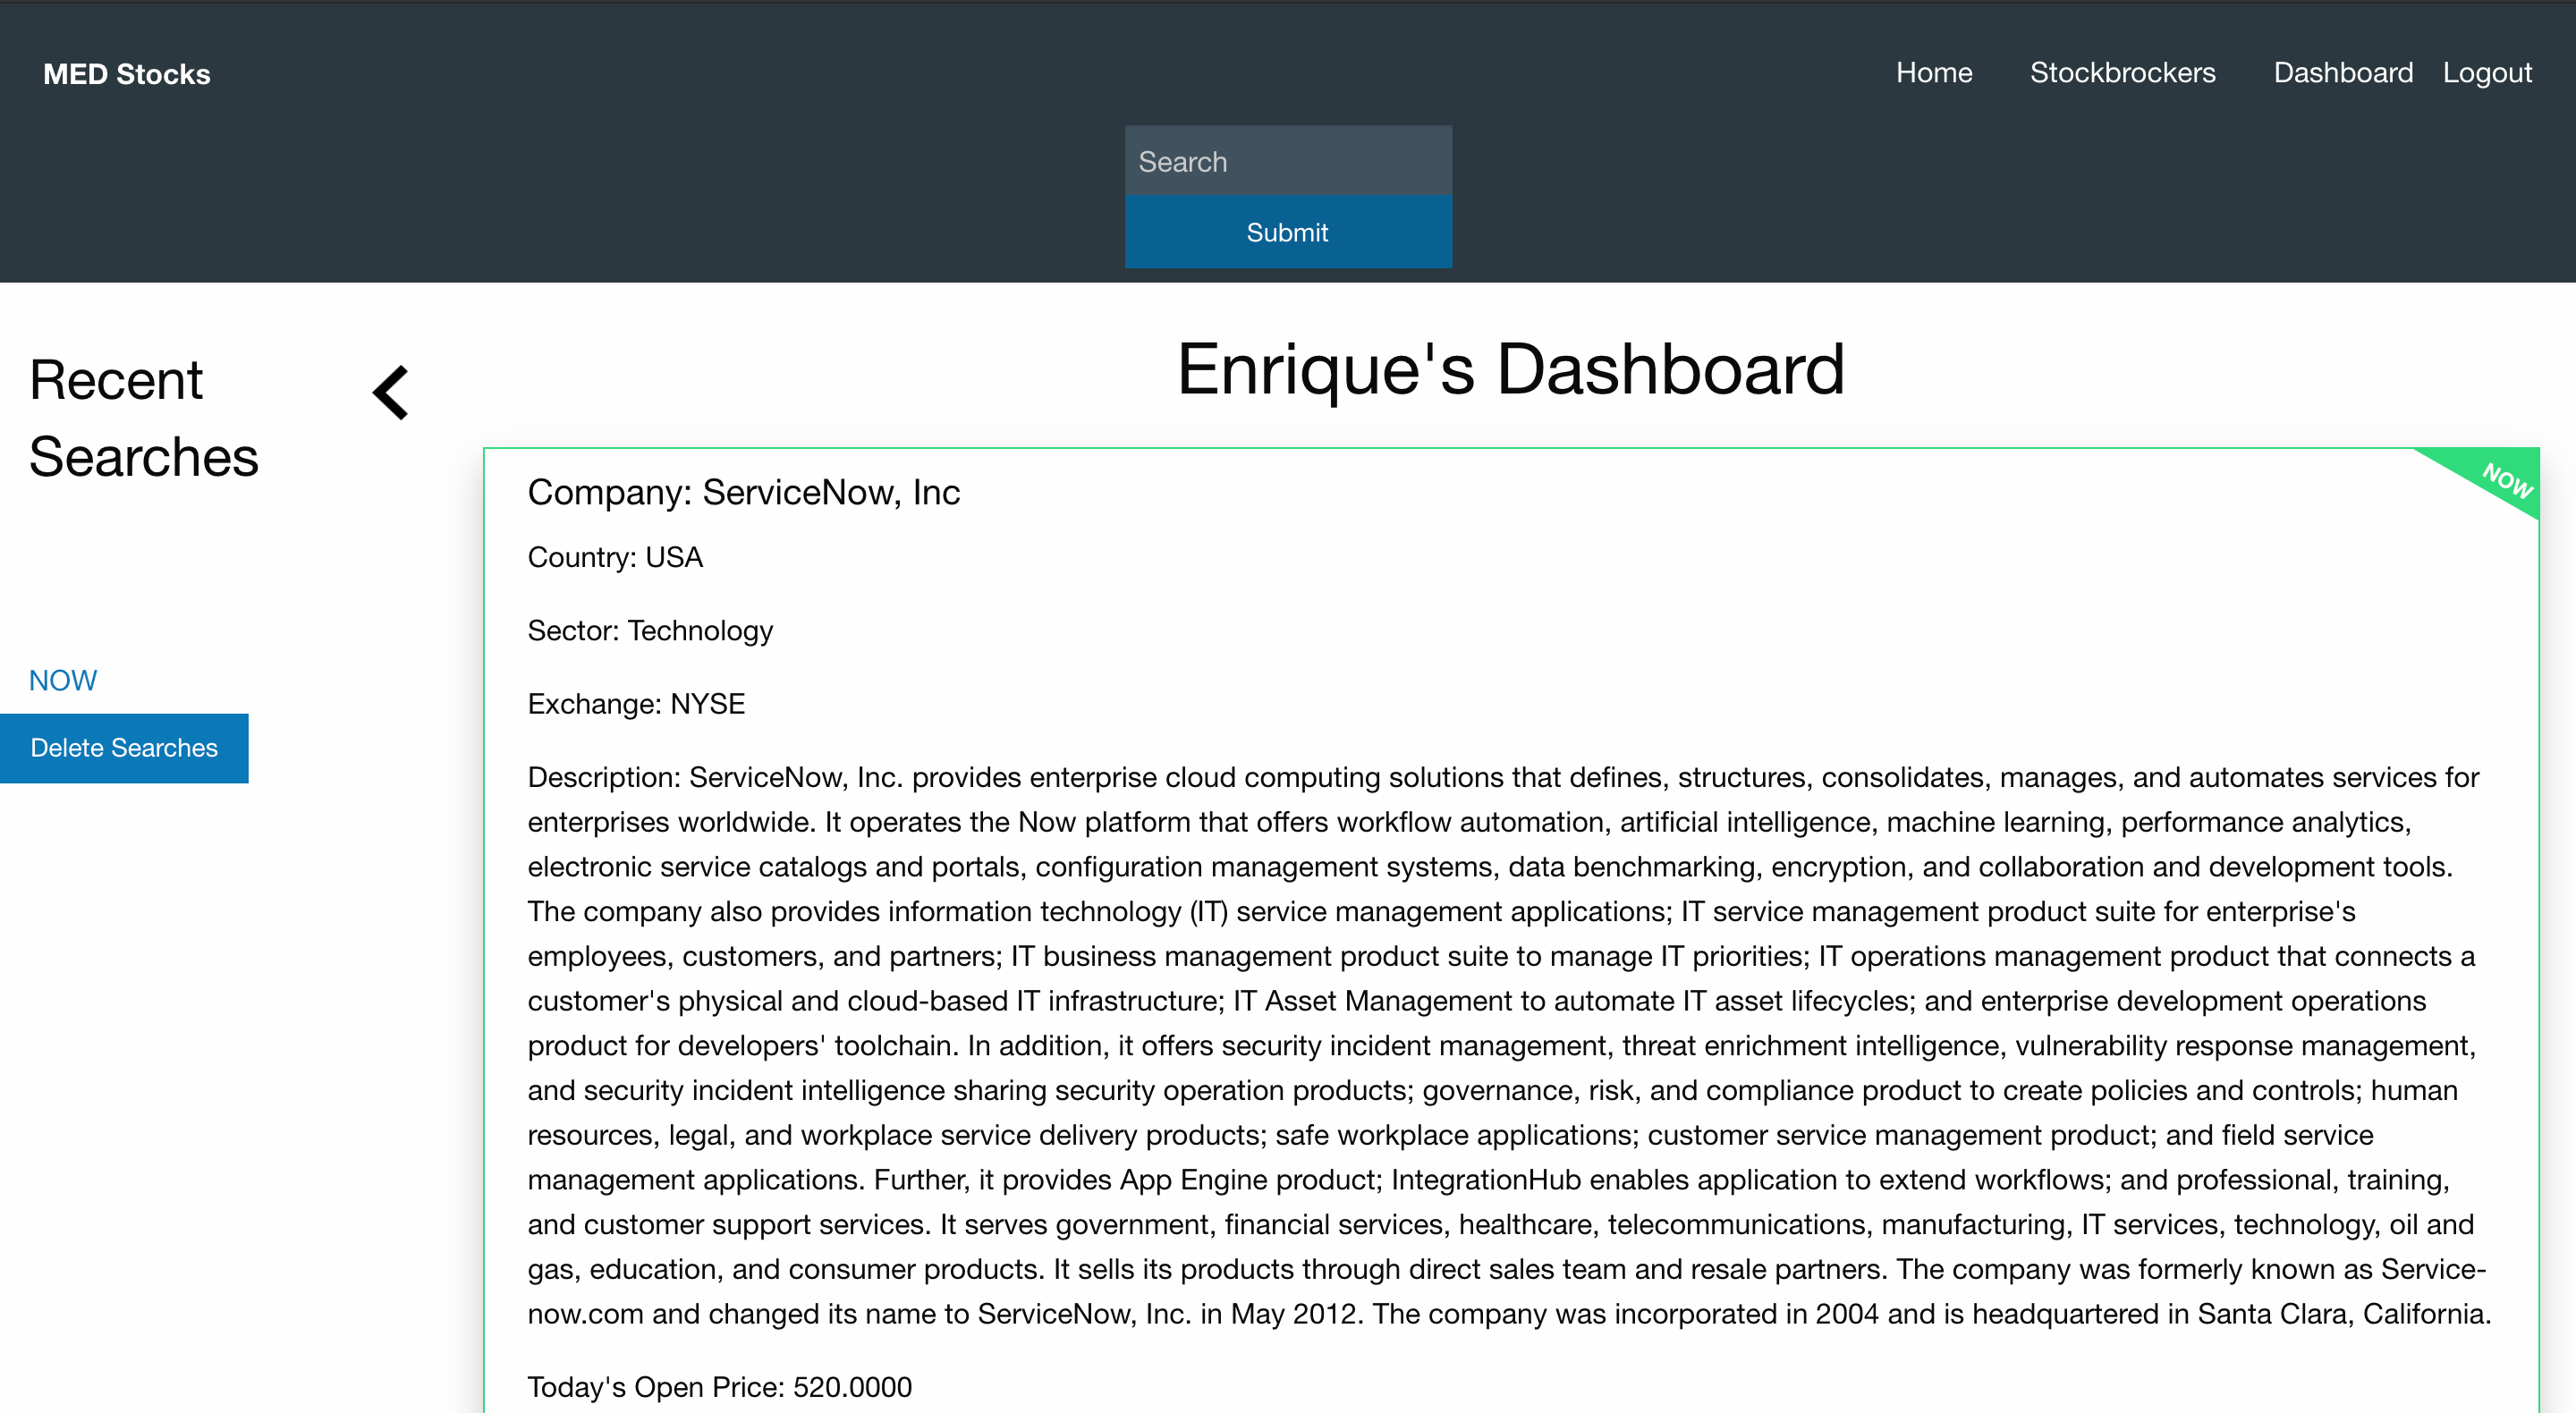 MED Stocks
Home Stockbrockers Dashboard Logout
Search
Submit
Recent
Searches
NOW
Delete Searches
Enrique's Dashboard
NOW
Company: ServiceNow, Inc
Country: USA
Sector: Technology
Exchange: NYSE
Description: ServiceNow, Inc. provides enterprise cloud computing solutions that defines, structures, consolidates, manages, and automates services for
enterprises worldwide. It operates the Now platform that offers workflow automation, artificial intelligence, machine learning, performance analytics,
electronic service catalogs and portals, configuration management systems, data benchmarking, encryption, and collaboration and development tools.
The company also provides information technology (IT) service management applications; IT service management product suite for enterprise's
employees, customers, and partners; IT business management product suite to manage IT priorities; IT operations management product that connects a
customer's physical and cloud-based IT infrastructure; IT Asset Management to automate IT asset lifecycles; and enterprise development operations
product for developers' toolchain. In addition, it offers security incident management, threat enrichment intelligence, vulnerability response management,
and security incident intelligence sharing security operation products; governance, risk, and compliance product to create policies and controls; human
resources, legal, and workplace service delivery products; safe workplace applications; customer service management product; and field service
management applications. Further, it provides App Engine product; IntegrationHub enables application to extend workflows; and professional, training,
and customer support services. It serves government, financial services, healthcare, telecommunications, manufacturing, IT services, technology, oil and
gas, education, and consumer products. It sells its products through direct sales team and resale partners. The company was formerly known as Service-
now.com and changed its name to ServiceNow, Inc. in May 2012. The company was incorporated in 2004 and is headquartered in Santa Clara, California.
Today's Open Price: 520.0000